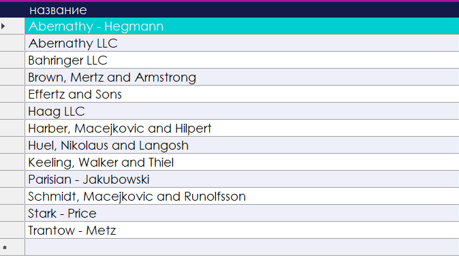 название
Abernathy - Hegmann
Abernathy LLC
Bahringer LLC
Brown, Mertz and Armstrong
Effertz and Sons
Haag LLC
Harber, Macejkovic and Hilpert
Huel, Nikolaus and Langosh
Keeling, Walker and Thiel
Parisian - Jakubowski
Schmidt, Macejkovic and Runolfsson
Stark - Price
Trantow - Metz